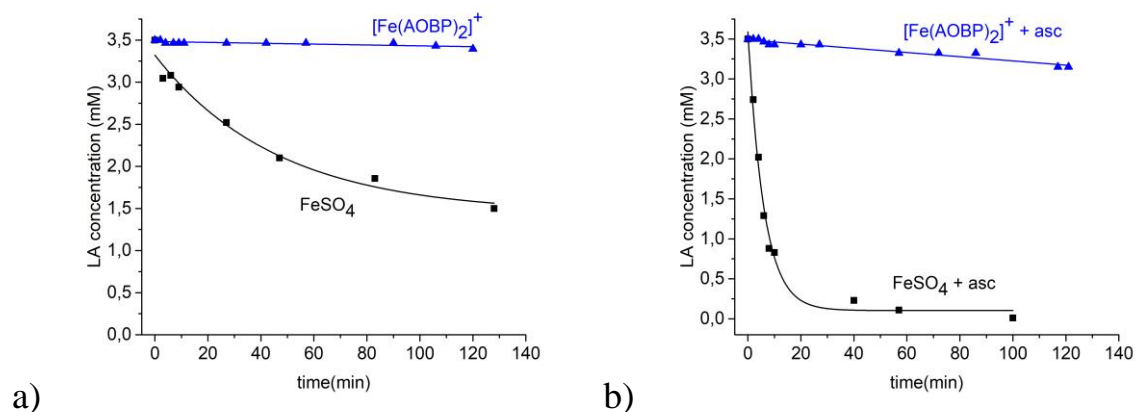 [Fe(AOBP)2]+
FeSO4
LA concentration (mM)
3,5
3,0
2,5
2,0
1,5
1,0
0,5
0,0
0 20 40 60 80 100 120 140
time(min)
a)
[Fe(AOBP)2]+ + asc
FeSO4 + asc
LA concentration (mM)
3,5
3,0
2,5
2,0
1,5
1,0
0,5
0,0
0 20 40 60 80 100 120 140
time(min)
b)